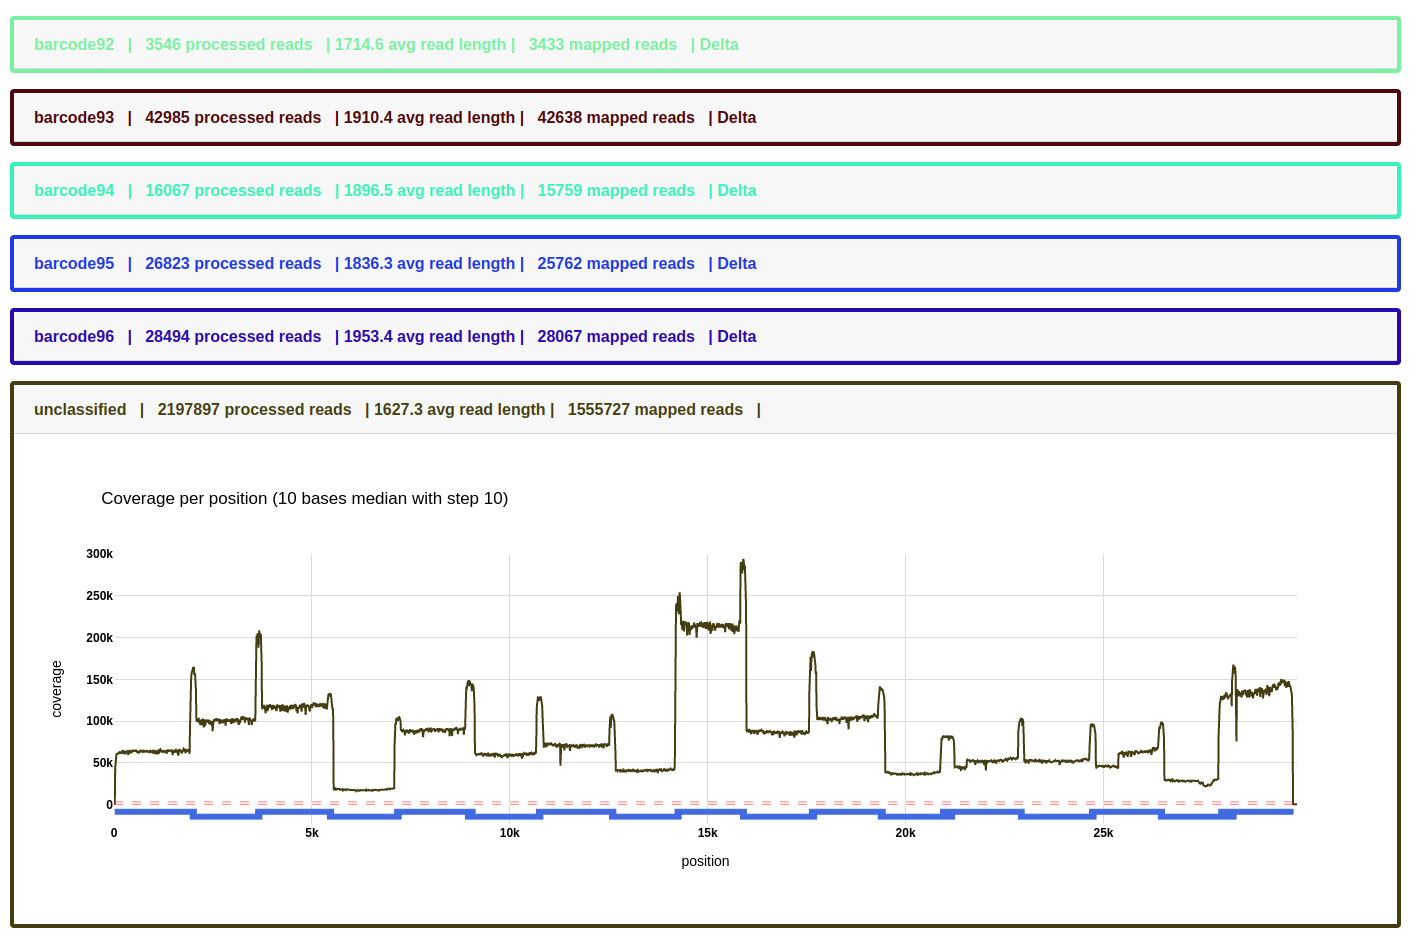 barcode92 | 3546 processed reads | 1714.6 avg read length | 3433 mapped reads | Delta
barcode93 | 42985 processed reads | 1910.4 avg read length | 42638 mapped reads | Delta
barcode94 | 16067 processed reads | 1896.5 avg read length | 15759 mapped reads | Delta
barcode95 | 26823 processed reads | 1836.3 avg read length | 25762 mapped reads | Delta
barcode96 | 28494 processed reads | 1953.4 avg read length | 28067 mapped reads | Delta
unclassified | 2197897 processed reads | 1627.3 avg read length | 1555727 mapped reads |
Coverage per position (10 bases median with step 10)
300k
250k
200k
150k
100k
50k
0
coverage
0 5k 10k 15k 20k 25k
position